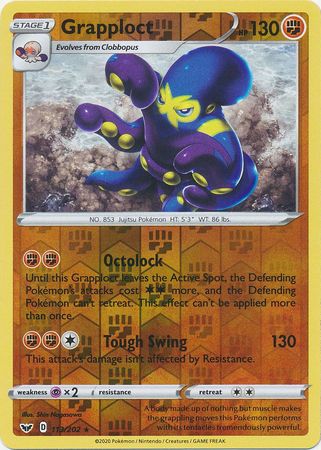 STAGE 1
Grapploct
HP 130
Evolves from Clobbopus
NO. 853 Jujitsu Pokémon HT: 5'3" WT: 86 lbs.
Octolock
Until this Grapploct leaves the Active Spot, the Defending
Pokémon's attacks cost more, and the Defending
Pokémon can't retreat. This effect can't be applied more
than once.
Tough Swing 130
This attack's damage isn't affected by Resistance.
weakness ×2 resistance retreat
Illus. Shin Nagasawa
D 113/202 ★
A body made up of nothing but muscle makes
the grappling moves this Pokémon performs
with its tentacles tremendously powerful.
©2020 Pokémon / Nintendo / Creatures / GAME FREAK